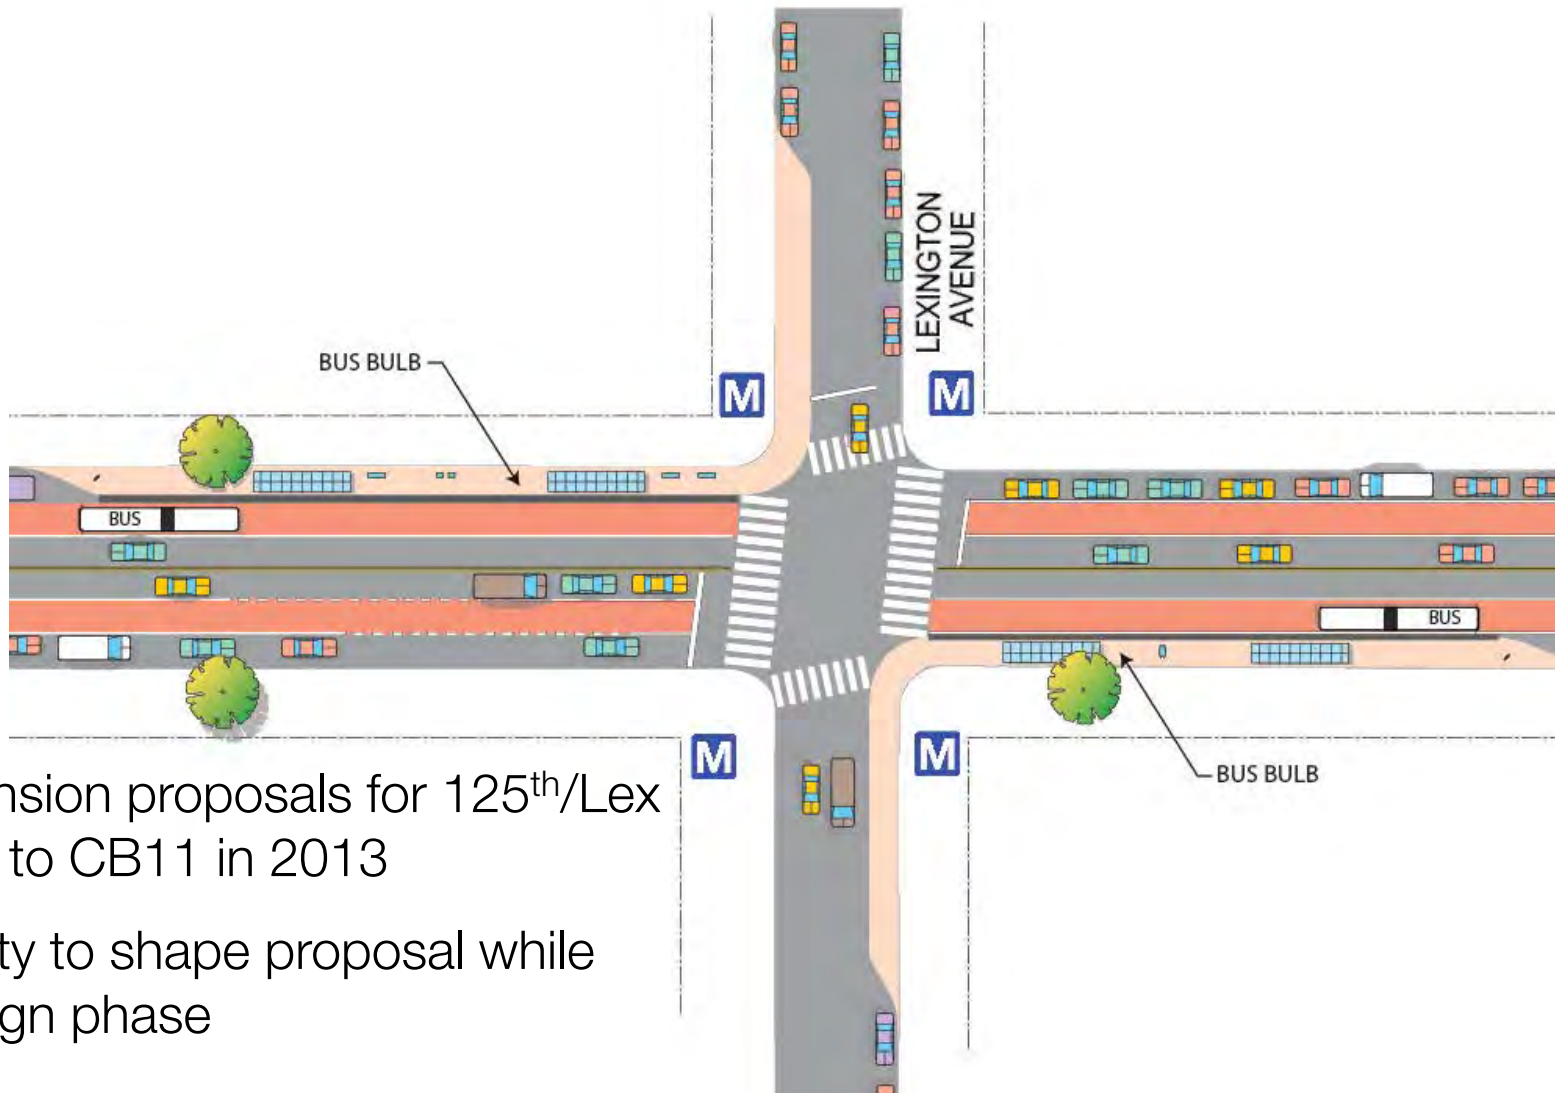 LEXINGTON
AVENUE
BUS BULB
M
M
BUS
BUS
M
M
BUS BULB
nsion proposals for 125th/Lex
to CB11 in 2013
ty to shape proposal while
gn phase